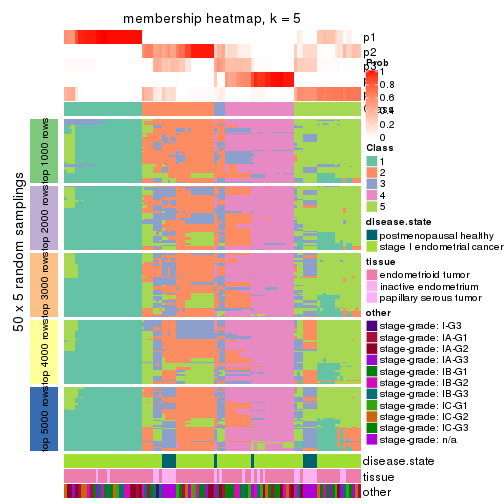 membership heatmap, k = 5
p1
p2
p3
Prob
1
0.8
0.6
0.4
0.2
0
Class
1
2
3
4
5
disease.state
postmenopausal healthy
stage I endometrial cancer
tissue
endometrioid tumor
inactive endometrium
papillary serous tumor
other
stage-grade: I-G3
stage-grade: IA-G1
stage-grade: IA-G2
stage-grade: IA-G3
stage-grade: IB-G1
stage-grade: IB-G2
stage-grade: IB-G3
stage-grade: IC-G1
stage-grade: IC-G2
stage-grade: IC-G3
stage-grade: n/a
50 x 5 random samplings
top 1000 rows
top 2000 rows
top 3000 rows
top 4000 rows
top 5000 rows
disease.state
tissue
other